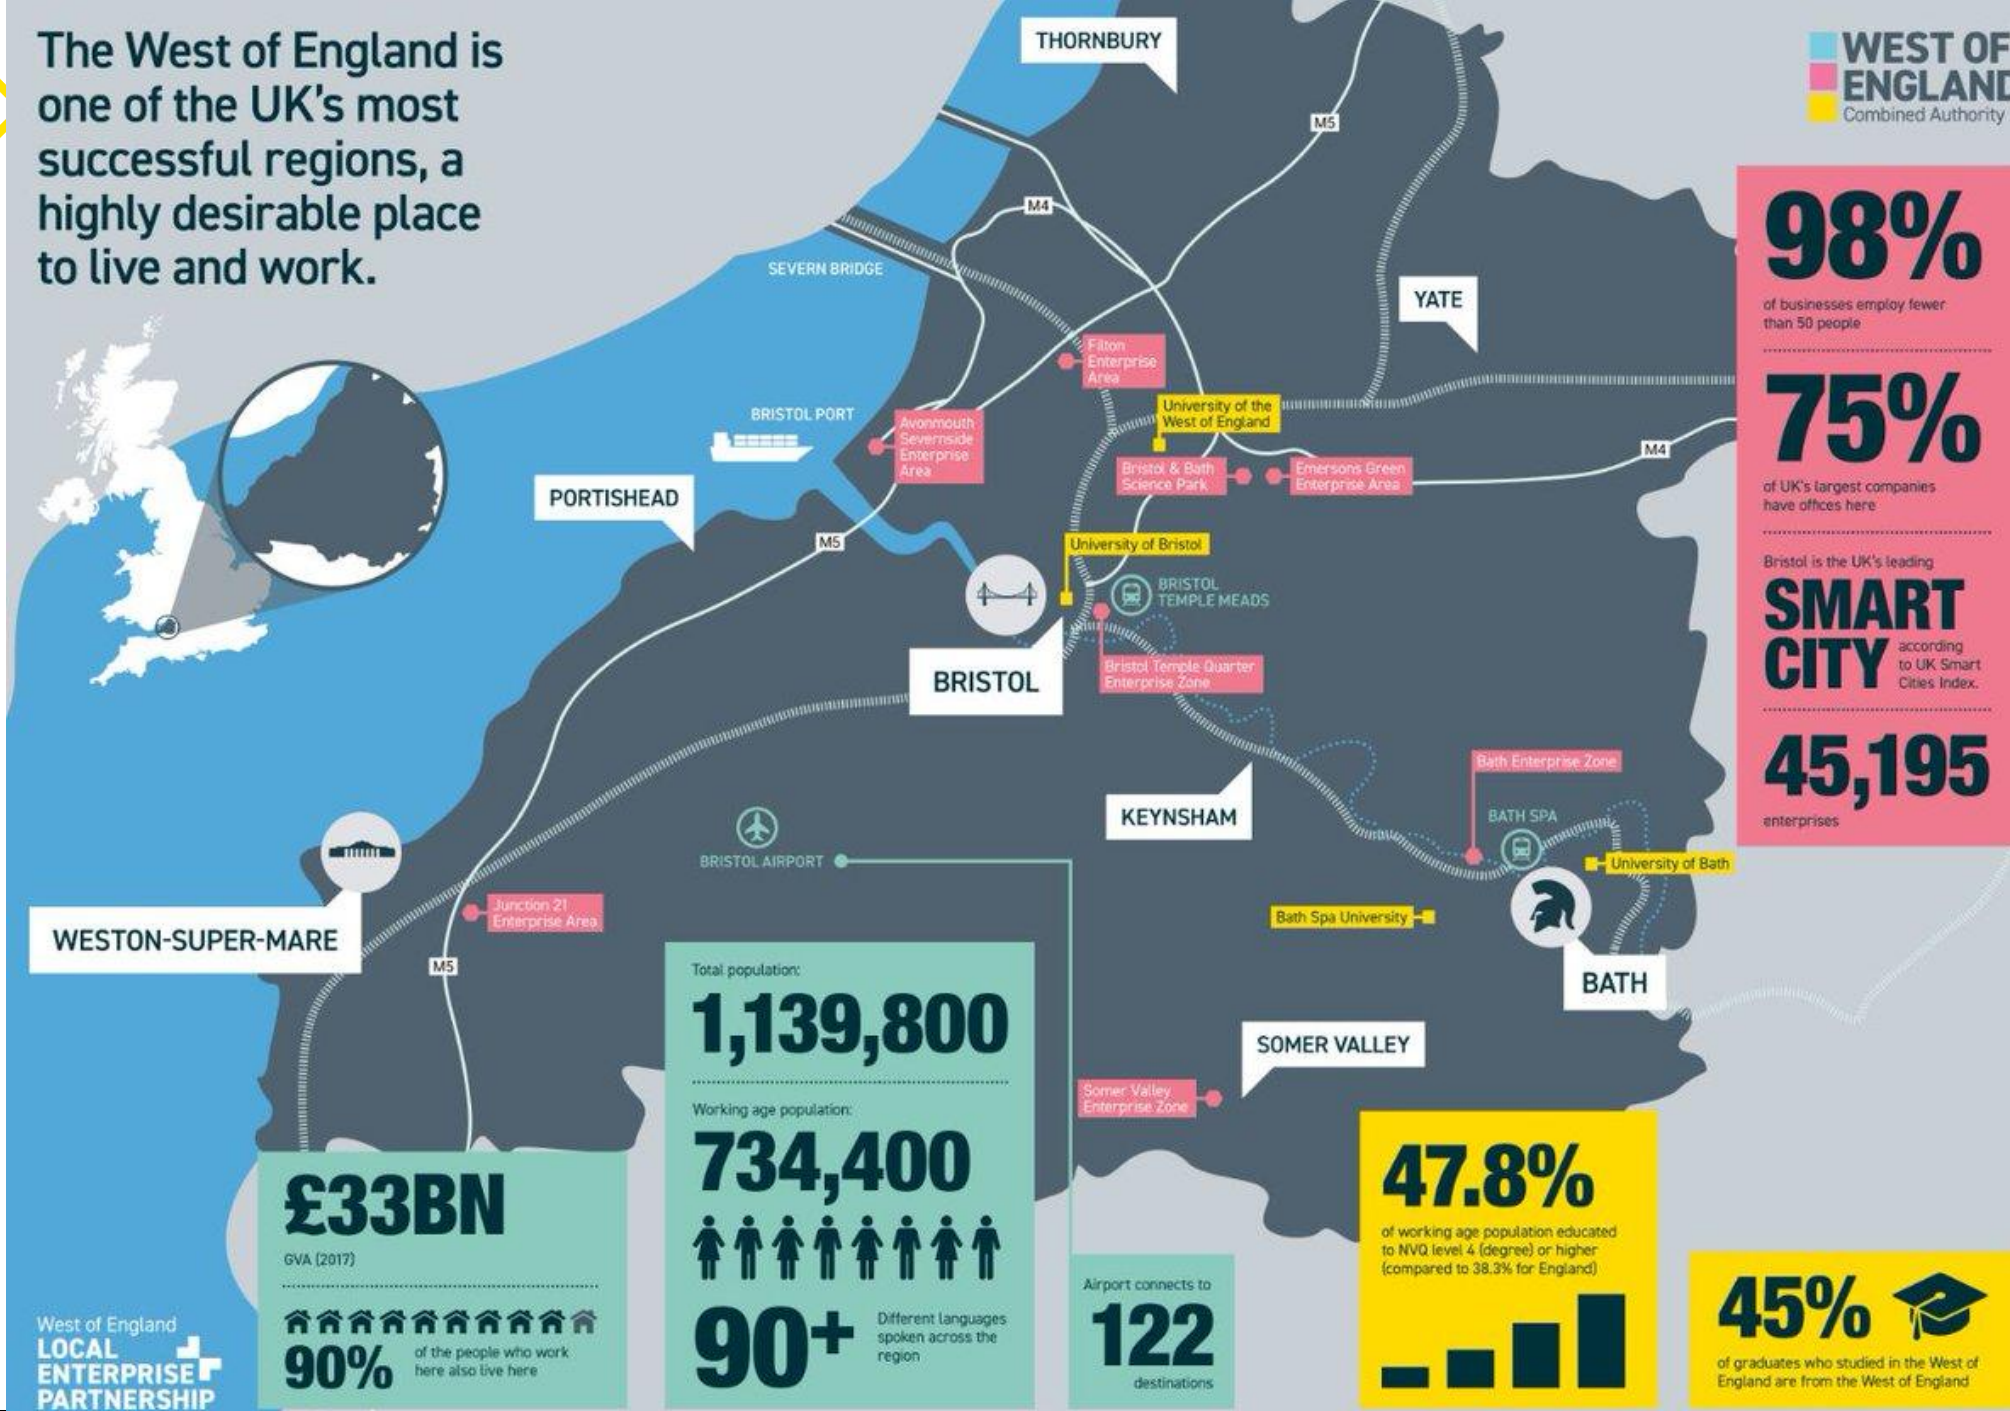 The West of England is
one of the UK's most
successful regions, a
highly desirable place
to live and work.
THORNBURY
WEST OF
ENGLAND
Combined Authority
M5
M4
SEVERN BRIDGE
YATE
98%
of businesses employ fewer
than 50 people
75%
of UK's largest companies
have offices here
Bristol is the UK's leading
SMART
CITY
according
to UK Smart
Cities Index.
45,195
enterprises
Filton
Enterprise
Area
University of the
West of England
BRISTOL PORT
Avonmouth
Severnside
Enterprise
Area
M4
Bristol & Bath
Science Park
Emersons Green
Enterprise Area
PORTISHEAD
M5
University of Bristol
BRISTOL
TEMPLE MEADS
BRISTOL
Bristol Temple Quarter
Enterprise Zone
KEYNSHAM
Bath Enterprise Zone
BATH SPA
University of Bath
BRISTOL AIRPORT
Bath Spa University
BATH
WESTON-SUPER-MARE
Junction 21
Enterprise Area
M5
SOMER VALLEY
Somer Valley
Enterprise Zone
Total population:
1,139,800
Working age population:
734,400
90+
Different languages
spoken across the
region
£33BN
GVA (2017)
90%
of the people who work
here also live here
Airport connects to
122
destinations
47.8%
of working age population educated
to NVQ level 4 (degree) or higher
(compared to 38.3% for England)
45%
of graduates who studied in the West of
England are from the West of England
West of England
LOCAL
ENTERPRISE
PARTNERSHIP